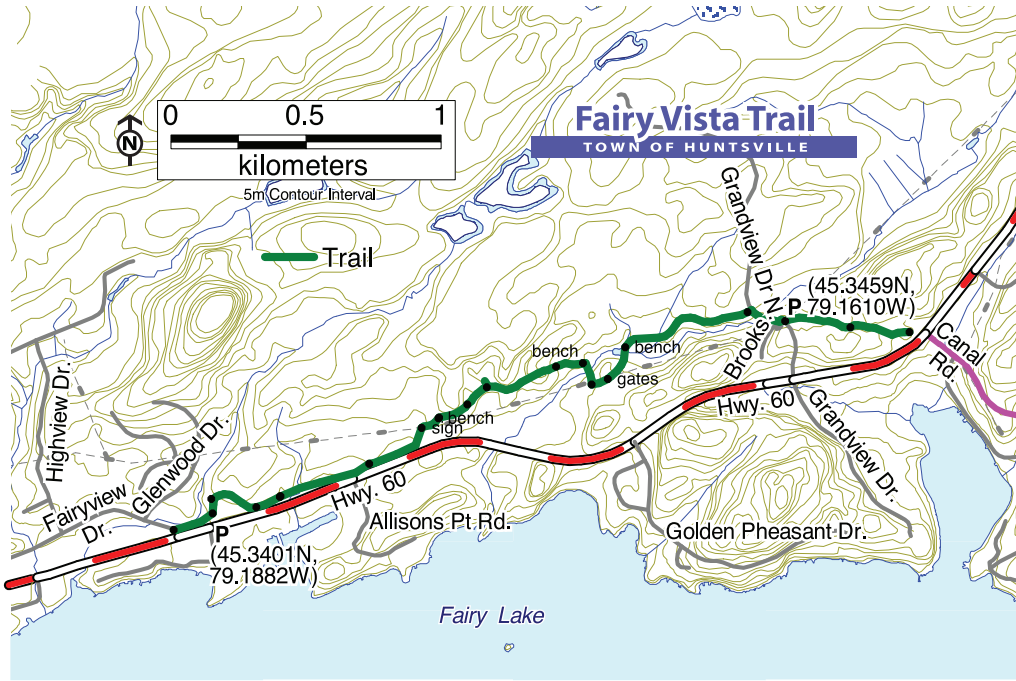 Fairy Vista Trail
TOWN OF HUNTSVILLE
0 0.5 1
kilometers
5m Contour Interval
N
Trail
Grandview Dr N.
P
(45.3459N,
79.1610W)
Brooks.
Canal
Rd.
bench
bench
gates
bench
sign
Hwy. 60
Hwy. 60
Grandview Dr.
Highview Dr.
Glenwood Dr.
Fairyview
Dr.
P
(45.3401N,
79.1882W)
Allisons Pt Rd.
Golden Pheasant Dr.
Fairy Lake